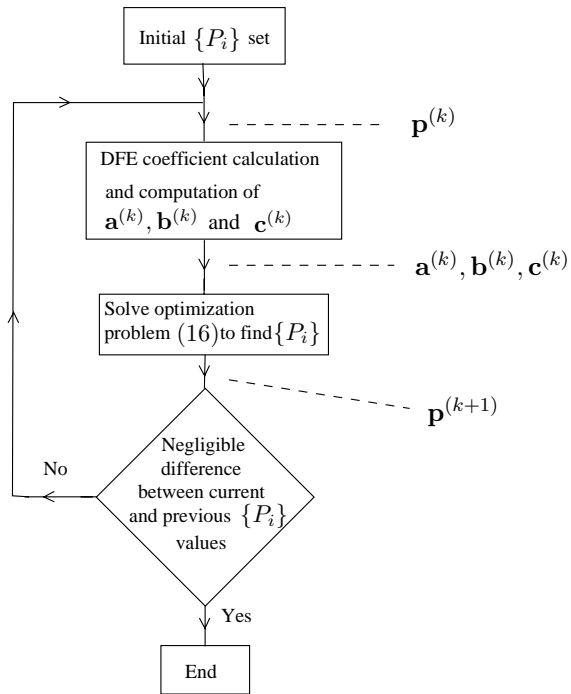 Initial {P_i} set
p^(k)
DFE coefficient calculation
and computation of
a^(k), b^(k) and c^(k)
a^(k), b^(k), c^(k)
Solve optimization
problem (16) to find {P_i}
p^(k+1)
Negligible
difference
between current
and previous {P_i}
values
No
Yes
End